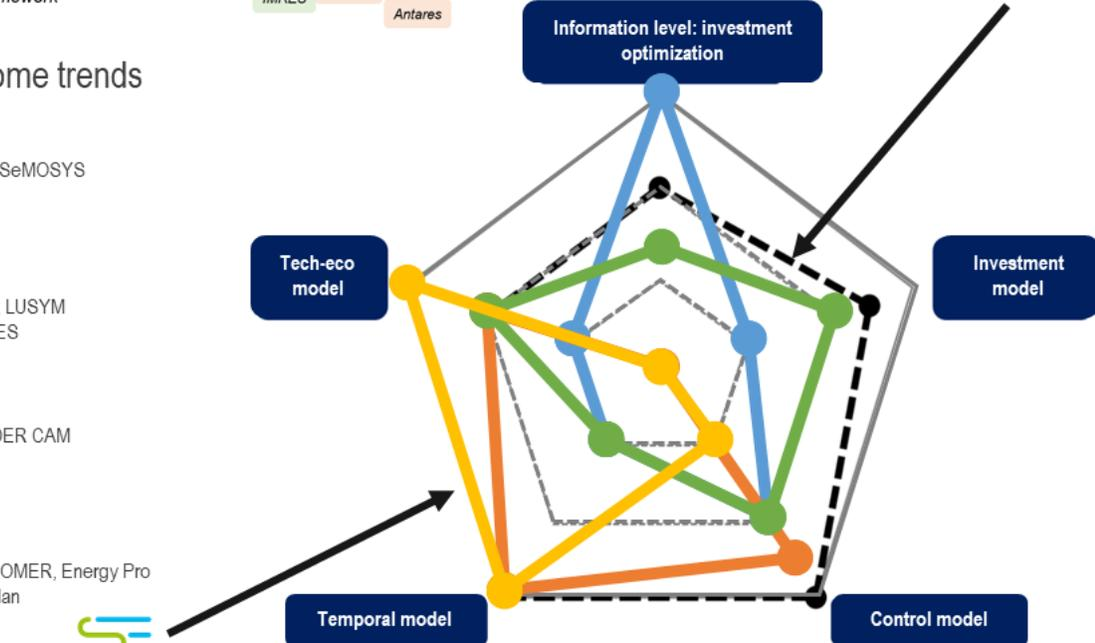 Antares
Information level: investment
optimization
ome trends
SeMOSYS
Tech-eco
model
Investment
model
LUSYM
ES
DER CAM
OMER, Energy Pro
lan
Temporal model
Control model